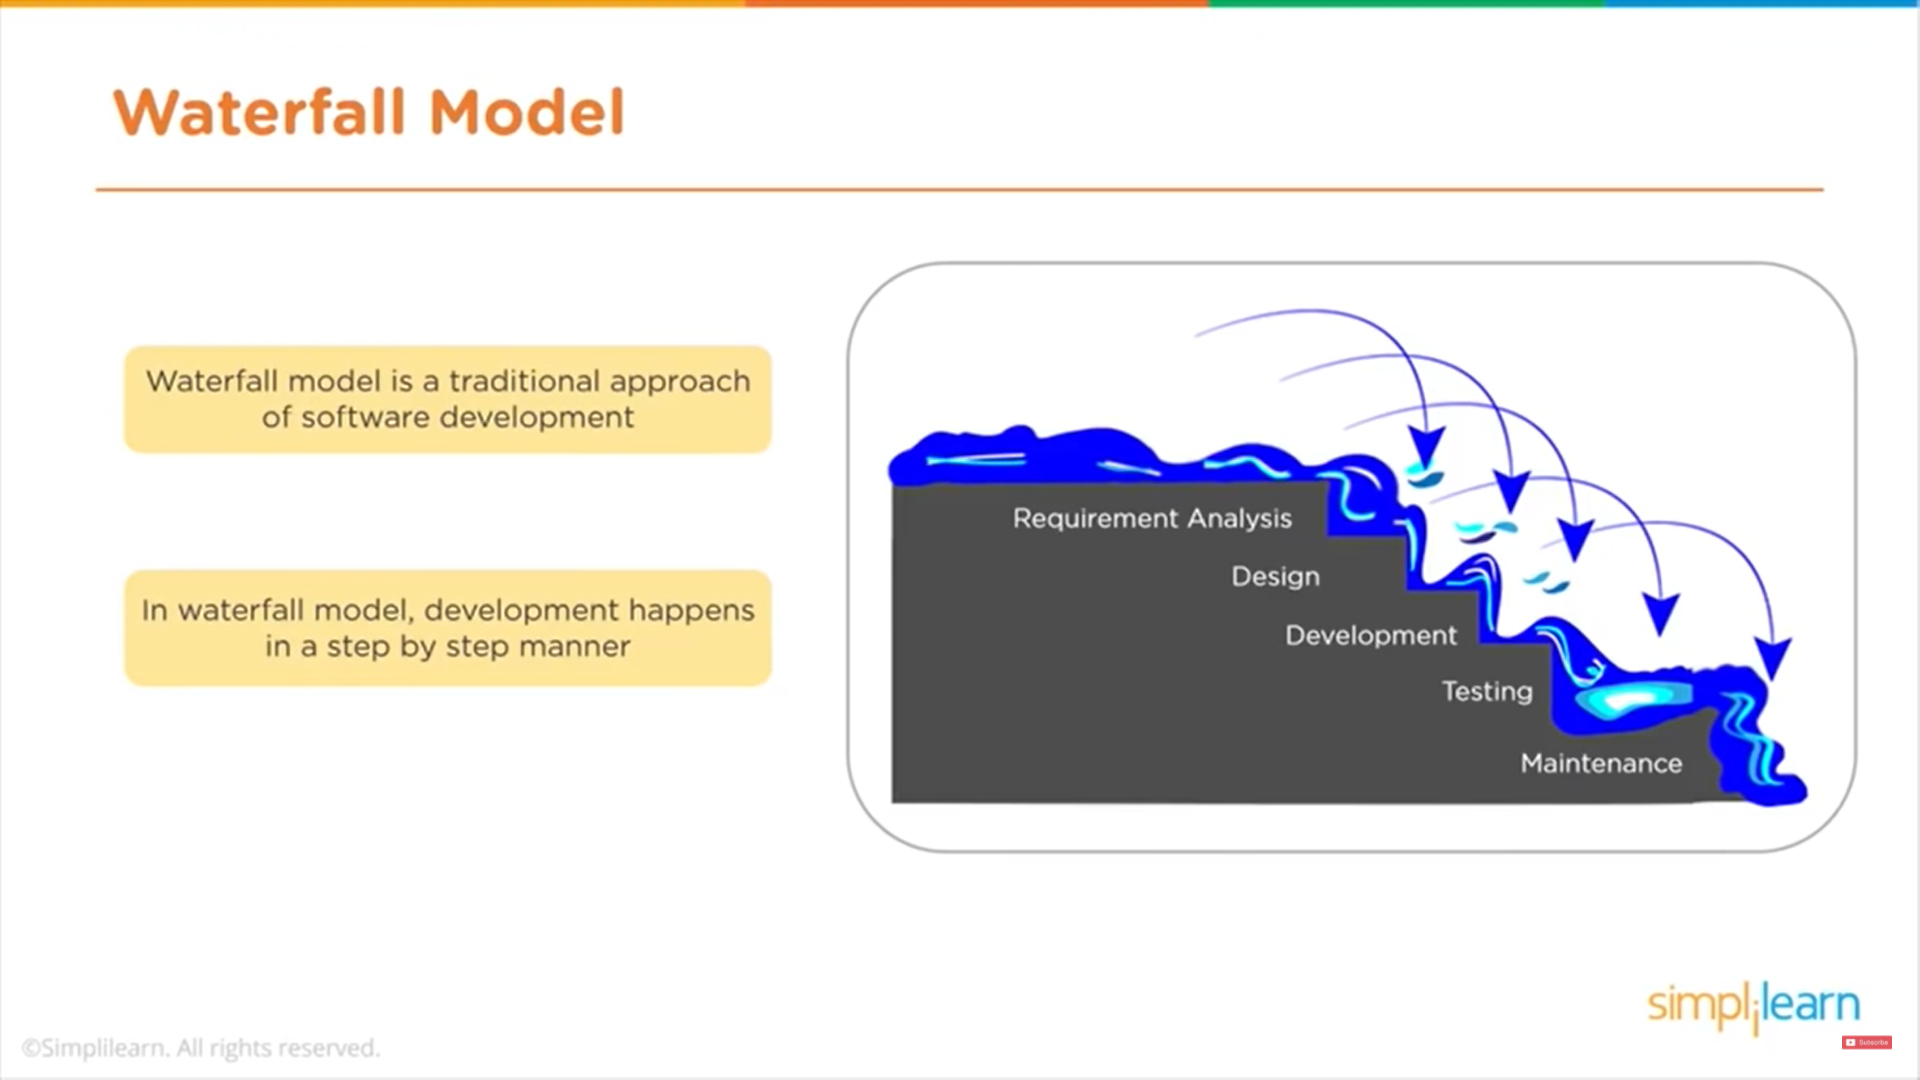 Waterfall Model
Waterfall model is a traditional approach
of software development
In waterfall model, development happens
in a step by step manner
Requirement Analysis
Design
Development
Testing
Maintenance
simplilearn
Subscribe
©Simplilearn. All rights reserved.